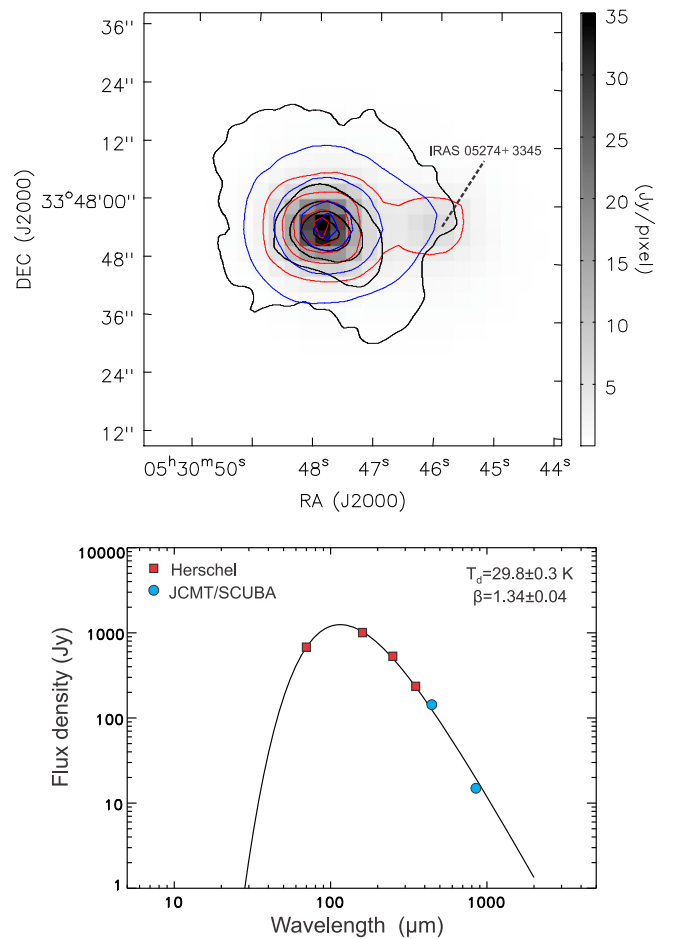 38''
24''
12''
33°48'00''
48''
36''
24''
12''
DEC (J2000)
IRAS 05274+3345
05ʰ30ᵐ50ˢ 48ˢ 47ˢ 46ˢ 45ˢ 44ˢ
RA (J2000)
35
30
25
20
15
10
5
(Jy/pixel)
Herschel
JCMT/SCUBA
T_d=29.8±0.3 K
β=1.34±0.04
10000
1000
100
10
1
Flux density (Jy)
10 100 1000
Wavelength (μm)